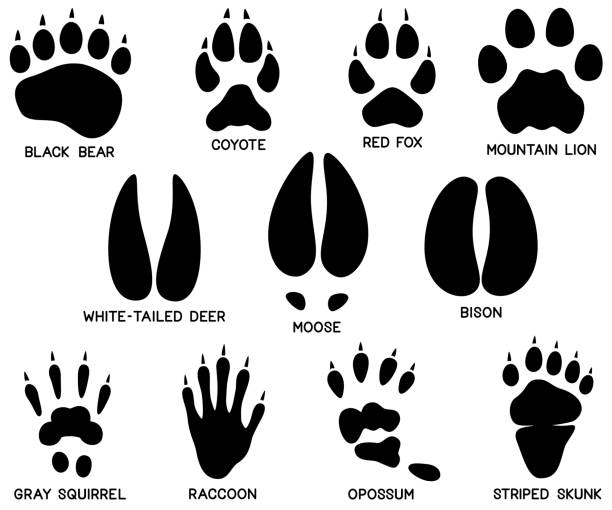 BLACK BEAR
COYOTE
RED FOX
MOUNTAIN LION
WHITE-TAILED DEER
MOOSE
BISON
GRAY SQUIRREL
RACCOON
OPOSSUM
STRIPED SKUNK